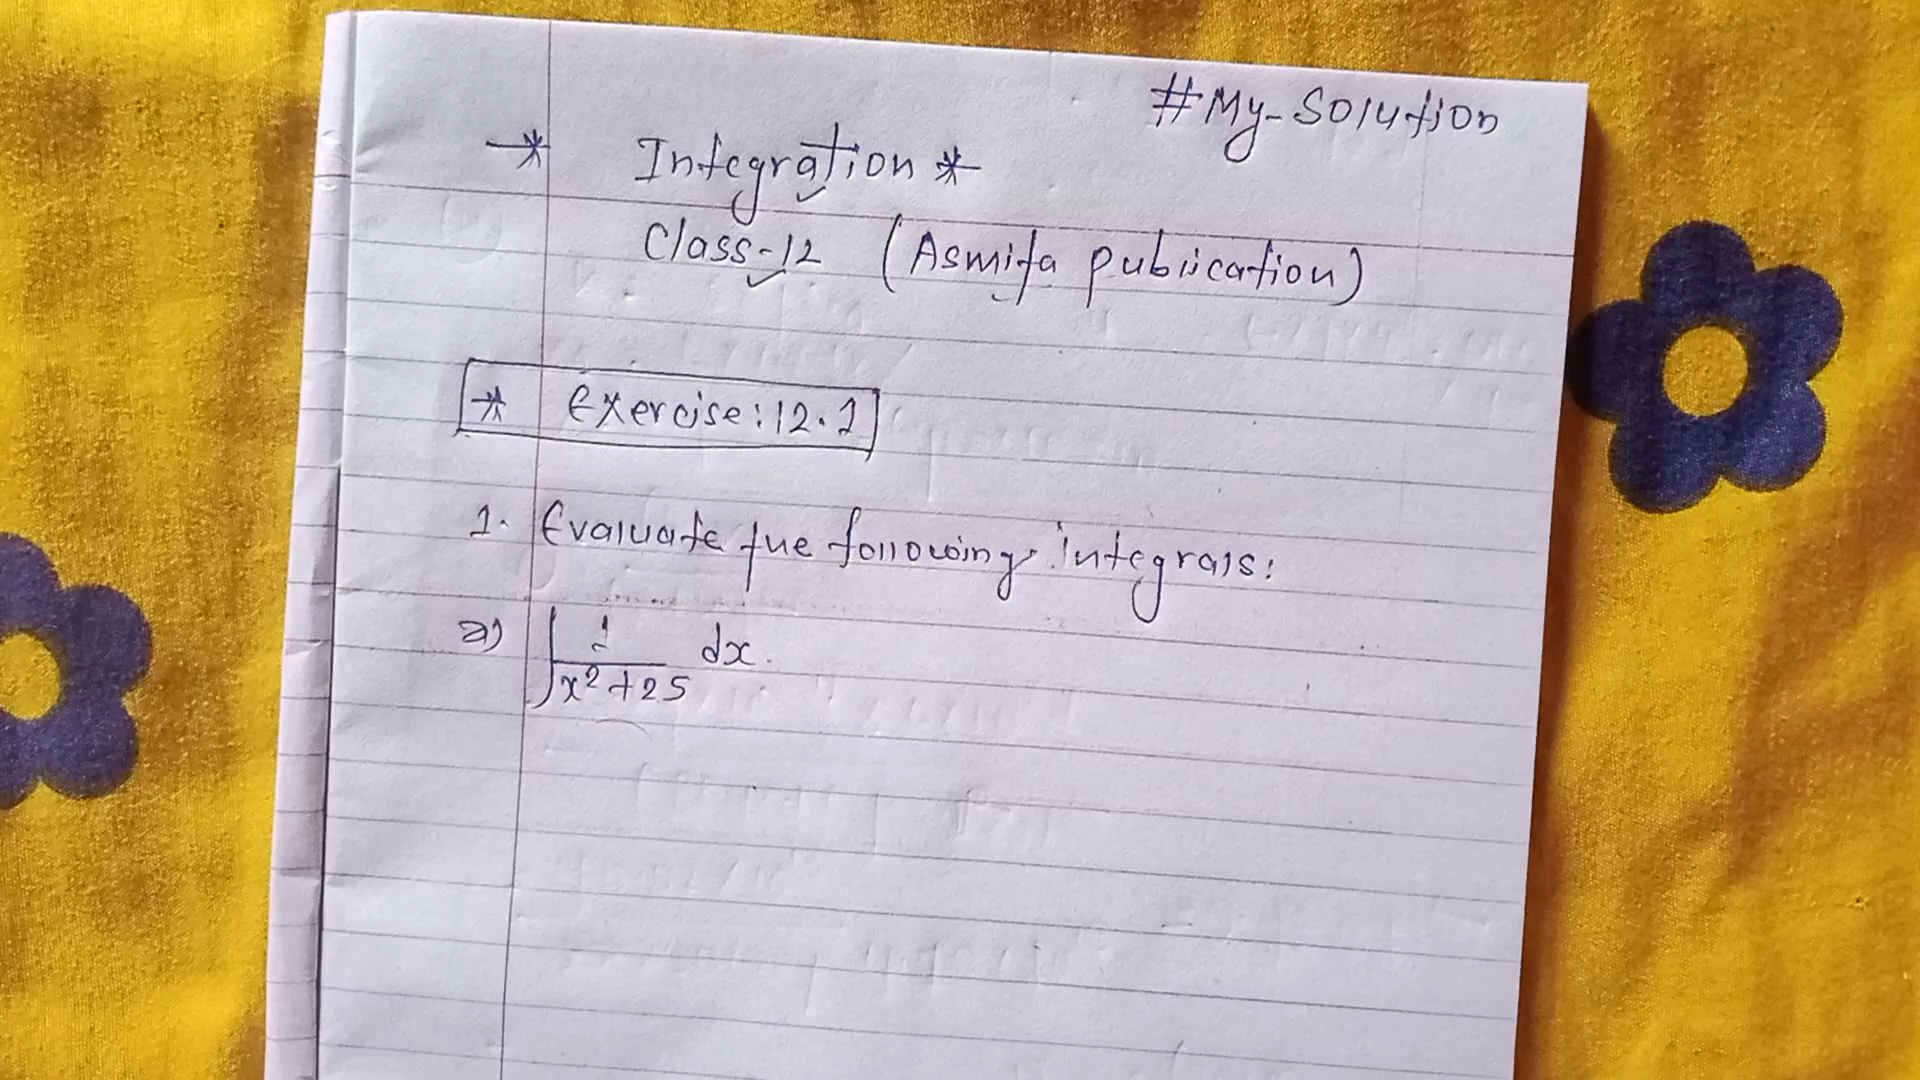 #My-Solution
* Integration *
Class-12 (Asmita publication)
* Exercise: 12.1
1. Evaluate the following integrals:
a) ∫ 1/(x²+25) dx.